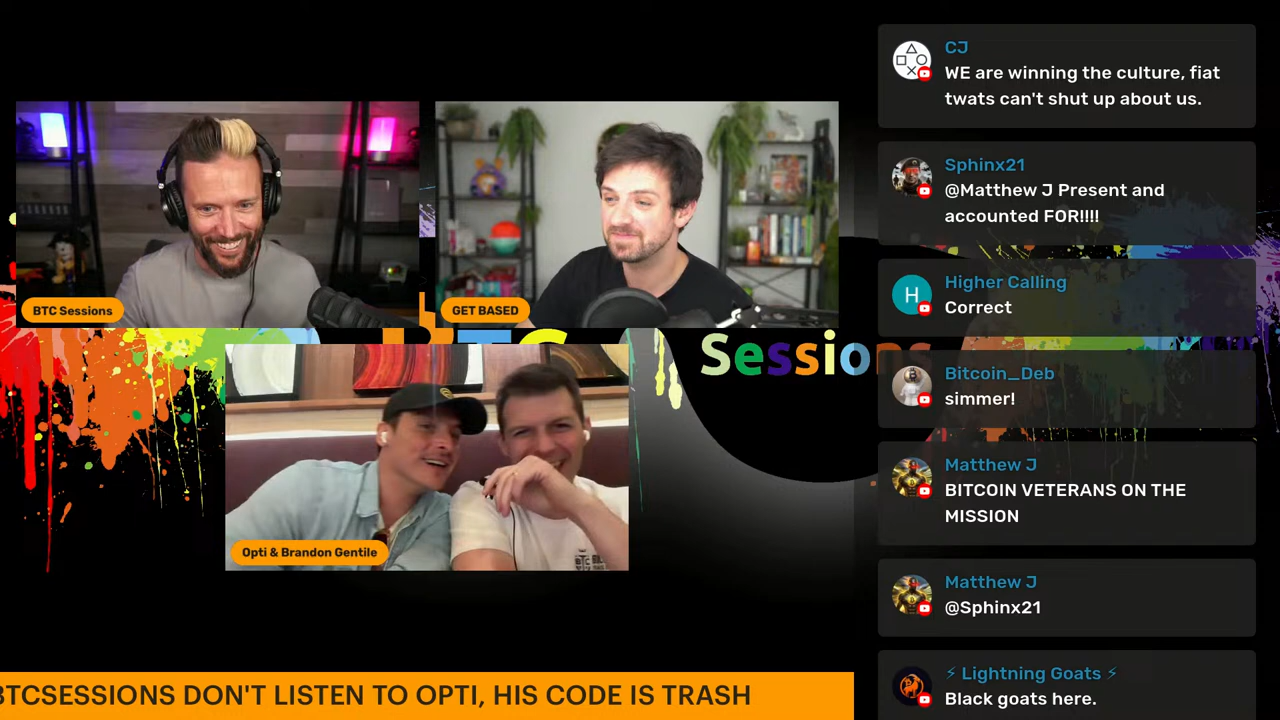 CJ
WE are winning the culture, fiat
twats can't shut up about us.
Sphinx21
@Matthew J Present and
accounted FOR!!!!
H
Higher Calling
Correct
Bitcoin_Deb
simmer!
Matthew J
BITCOIN VETERANS ON THE
MISSION
Matthew J
@Sphinx21
⚡ Lightning Goats ⚡
Black goats here.
BTC Sessions
GET BASED
BTC Sessions
Opti & Brandon Gentile
BTCSESSIONS DON'T LISTEN TO OPTI, HIS CODE IS TRASH